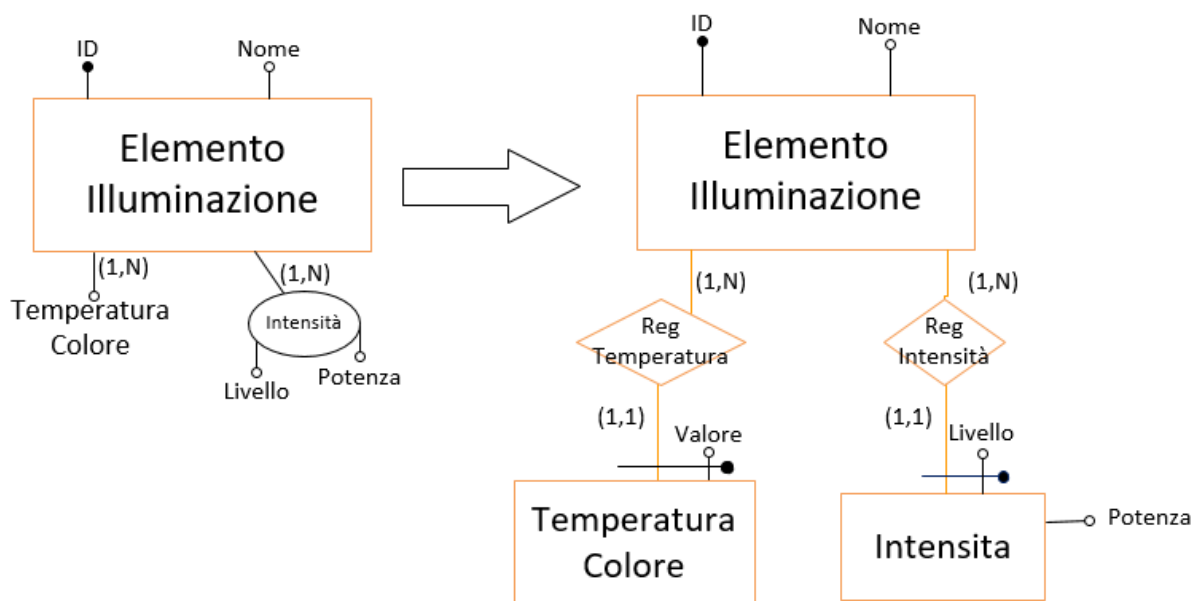 ID
Nome
Elemento
Illuminazione
(1,N)
(1,N)
Temperatura
Colore
Intensità
Livello
Potenza
ID
Nome
Elemento
Illuminazione
(1,N)
(1,N)
Reg
Temperatura
Reg
Intensità
(1,1)
(1,1)
Valore
Livello
Temperatura
Colore
Intensita
Potenza